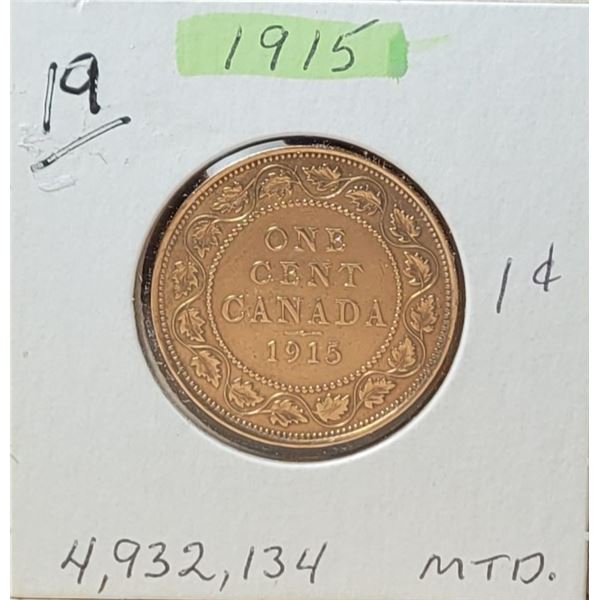 1915
19
ONE
CENT
CANADA
1915
1¢
4,932,134 MTD.